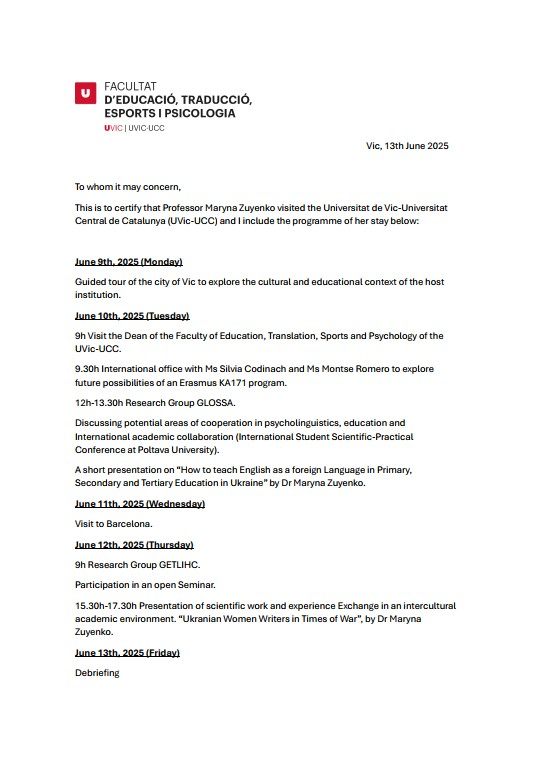 U
FACULTAT
D'EDUCACIÓ, TRADUCCIÓ,
ESPORTS I PSICOLOGIA
UVIC | UVIC·UCC
Vic, 13th June 2025
To whom it may concern,
This is to certify that Professor Maryna Zuyenko visited the Universitat de Vic-Universitat
Central de Catalunya (UVic-UCC) and I include the programme of her stay below:
June 9th, 2025 (Monday)
Guided tour of the city of Vic to explore the cultural and educational context of the host
institution.
June 10th, 2025 (Tuesday)
9h Visit the Dean of the Faculty of Education, Translation, Sports and Psychology of the
UVic-UCC.
9.30h International office with Ms Silvia Codinach and Ms Montse Romero to explore
future possibilities of an Erasmus KA171 program.
12h-13.30h Research Group GLOSSA.
Discussing potential areas of cooperation in psycholinguistics, education and
International academic collaboration (International Student Scientific-Practical
Conference at Poltava University).
A short presentation on “How to teach English as a foreign Language in Primary,
Secondary and Tertiary Education in Ukraine” by Dr Maryna Zuyenko.
June 11th, 2025 (Wednesday)
Visit to Barcelona.
June 12th, 2025 (Thursday)
9h Research Group GETLIHC.
Participation in an open Seminar.
15.30h-17.30h Presentation of scientific work and experience Exchange in an intercultural
academic environment. “Ukranian Women Writers in Times of War”, by Dr Maryna
Zuyenko.
June 13th, 2025 (Friday)
Debriefing